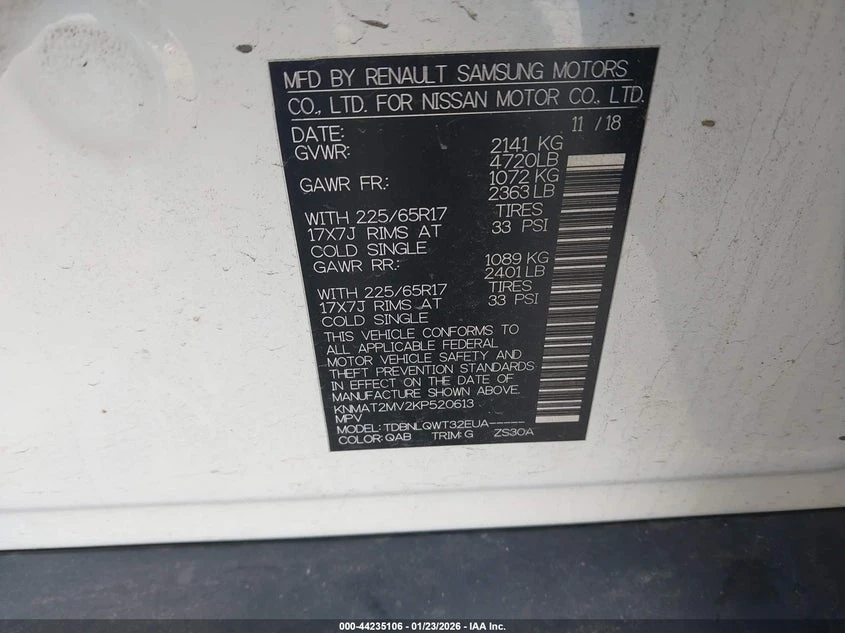 MFD BY RENAULT SAMSUNG MOTORS
CO., LTD. FOR NISSAN MOTOR CO., LTD.
DATE: 11 / 18
GVWR: 2141 KG
4720LB
GAWR FR.: 1072 KG
2363 LB
WITH 225/65R17 TIRES
17X7J RIMS AT 33 PSI
COLD SINGLE
GAWR RR.: 1089 KG
2401 LB
WITH 225/65R17 TIRES
17X7J RIMS AT 33 PSI
COLD SINGLE
THIS VEHICLE CONFORMS TO
ALL APPLICABLE FEDERAL
MOTOR VEHICLE SAFETY AND
THEFT PREVENTION STANDARDS
IN EFFECT ON THE DATE OF
MANUFACTURE SHOWN ABOVE.
KNMAT2MV2KP520613
MPV
MODEL: TDBNLQWT32EUA-----
COLOR: QAB TRIM: G ZS30A
000-44235106 - 01/23/2026 - IAA Inc.